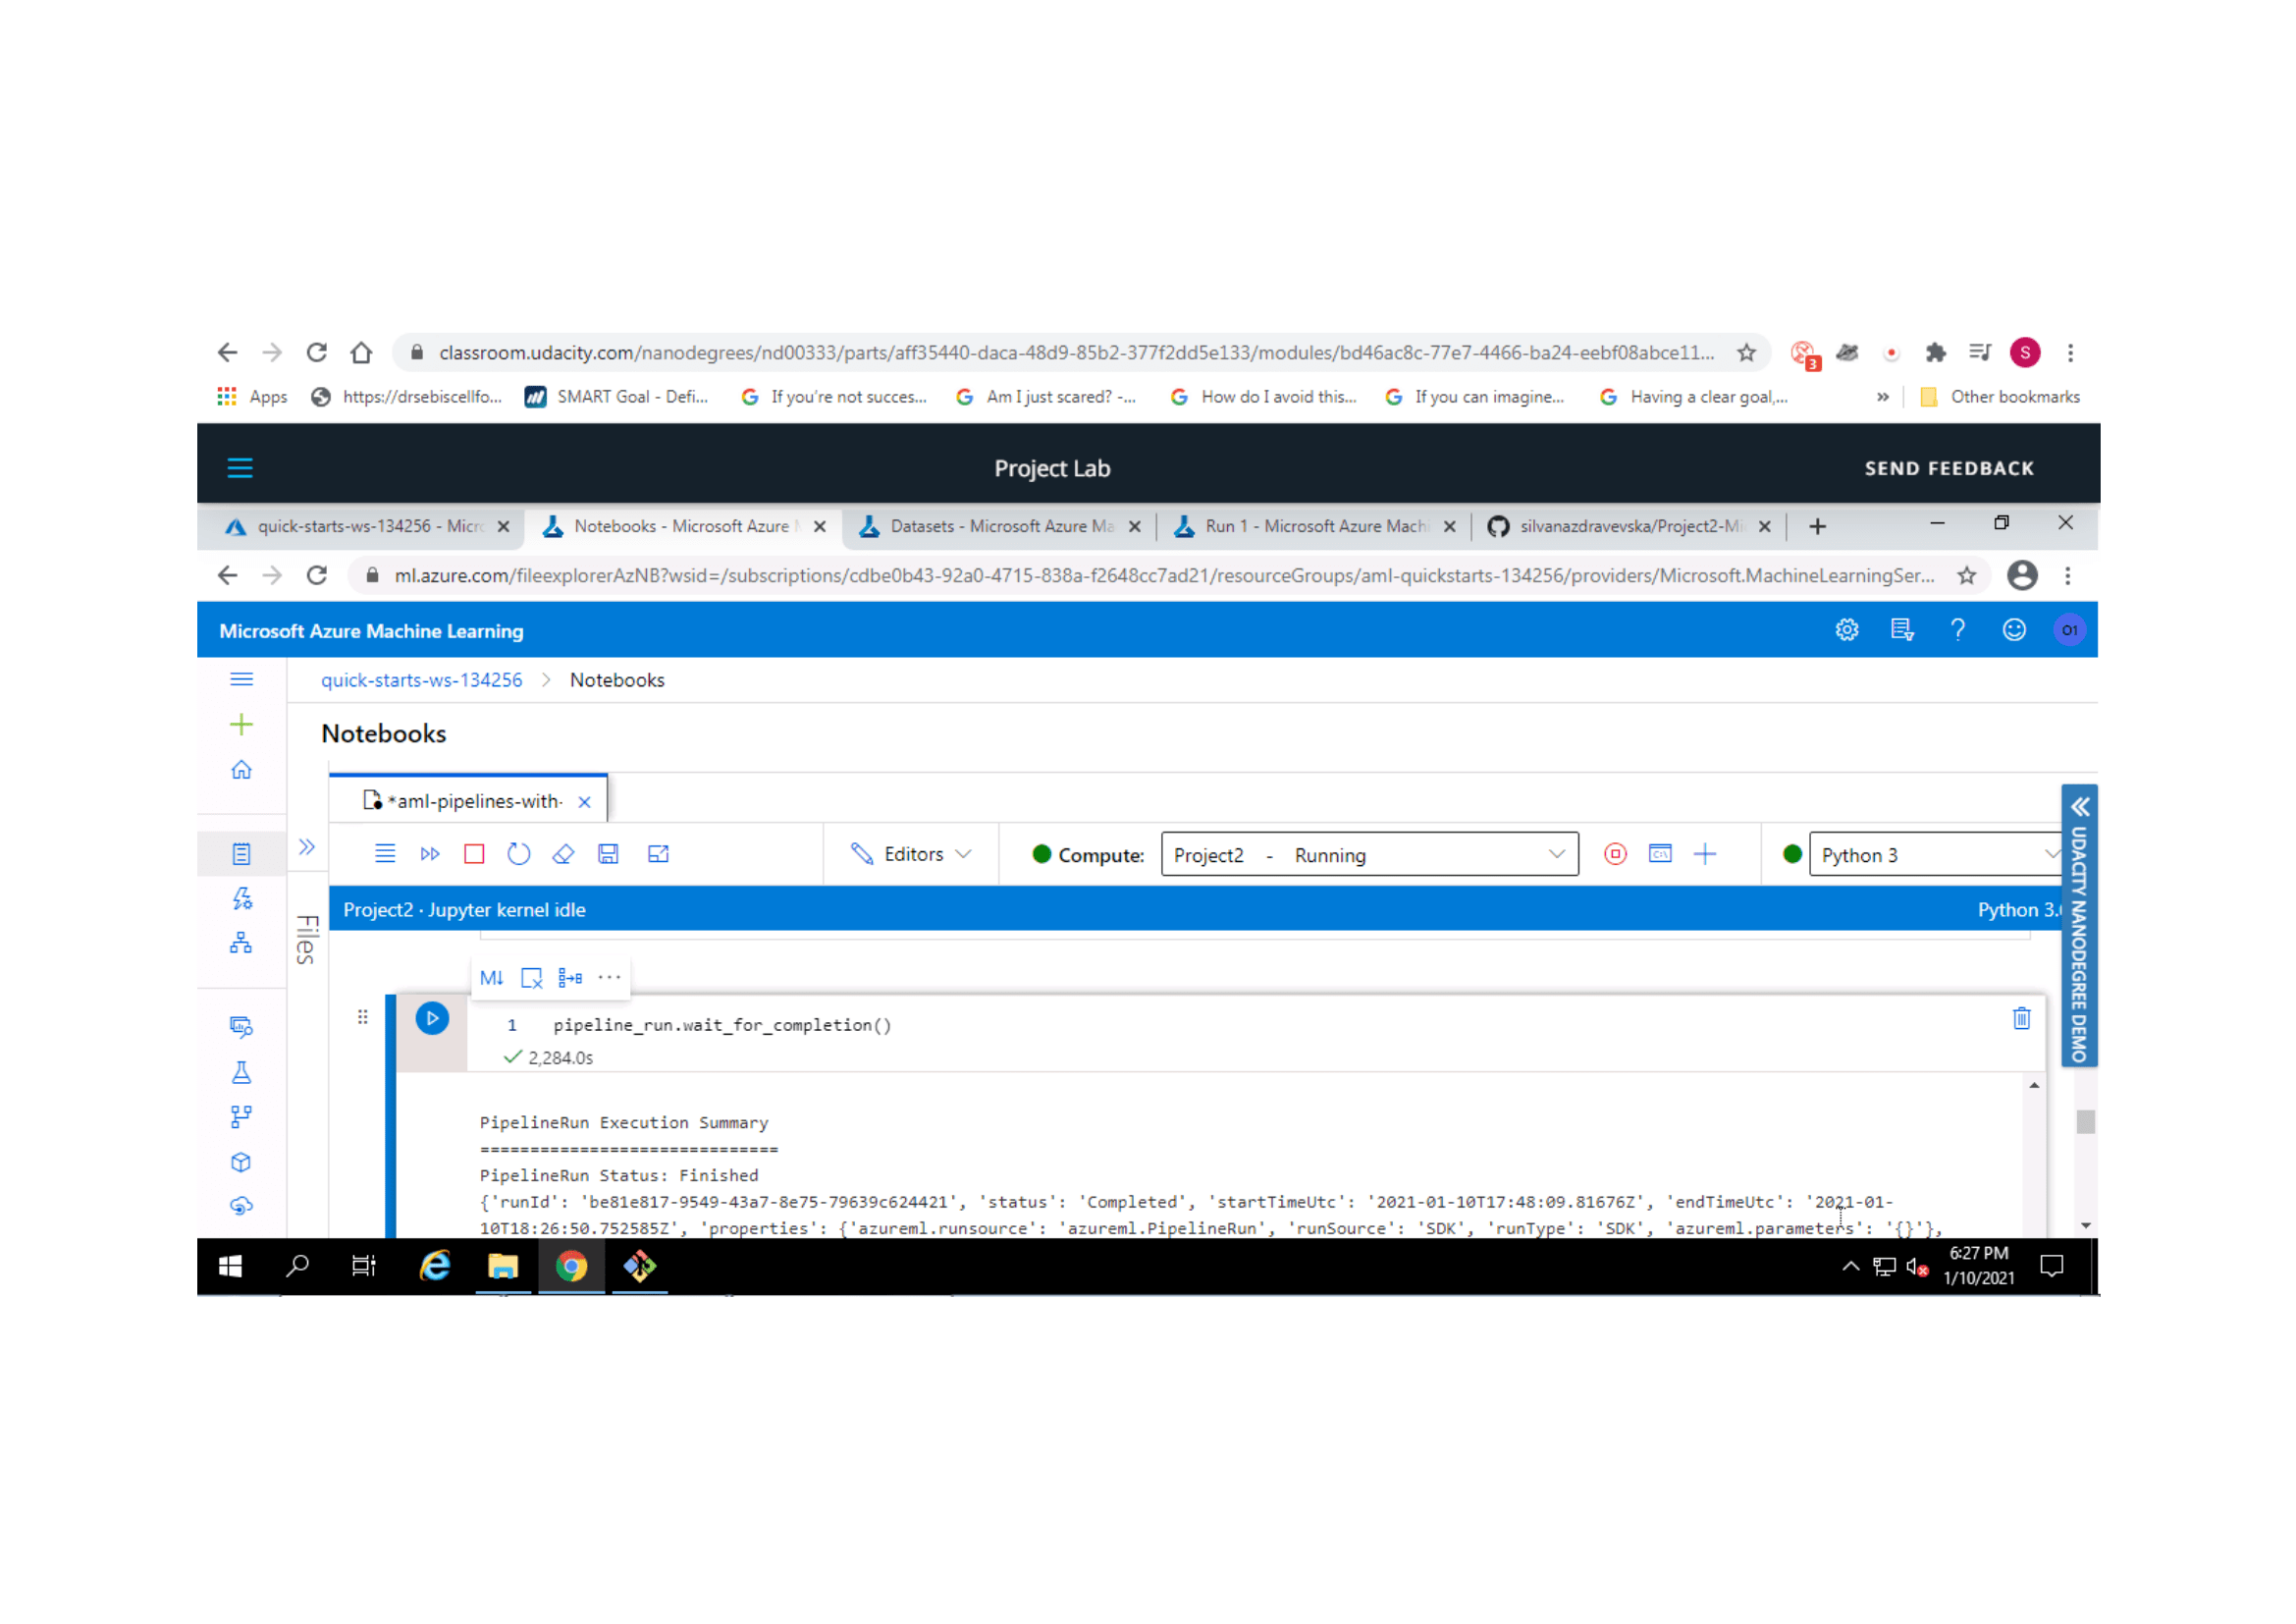 classroom.udacity.com/nanodegrees/nd00333/parts/aff35440-daca-48d9-85b2-377f2dd5e133/modules/bd46ac8c-77e7-4466-ba24-eebf08abce11...
3
S
Apps https://drsebiscellfo... SMART Goal - Defi... If you're not succes... Am I just scared? -... How do I avoid this... If you can imagine... Having a clear goal,... » Other bookmarks
Project Lab
SEND FEEDBACK
quick-starts-ws-134256 - Micro Notebooks - Microsoft Azure M Datasets - Microsoft Azure Ma Run 1 - Microsoft Azure Machi silvanazdravevska/Project2-Mi
ml.azure.com/fileexplorerAzNB?wsid=/subscriptions/cdbe0b43-92a0-4715-838a-f2648cc7ad21/resourceGroups/aml-quickstarts-134256/providers/Microsoft.MachineLearningSer...
Microsoft Azure Machine Learning
01
quick-starts-ws-134256 > Notebooks
Notebooks
*aml-pipelines-with-
Editors
Compute: Project2 - Running
Python 3
Project2 · Jupyter kernel idle
Python 3.
Files
UDACITY NANODEGREE DEMO
M↓ ...
1 pipeline_run.wait_for_completion()
2,284.0s
PipelineRun Execution Summary
==============================
PipelineRun Status: Finished
{'runId': 'be81e817-9549-43a7-8e75-79639c624421', 'status': 'Completed', 'startTimeUtc': '2021-01-10T17:48:09.81676Z', 'endTimeUtc': '2021-01-
10T18:26:50.752585Z', 'properties': {'azureml.runsource': 'azureml.PipelineRun', 'runSource': 'SDK', 'runType': 'SDK', 'azureml.parameters': '{}'},
6:27 PM
1/10/2021